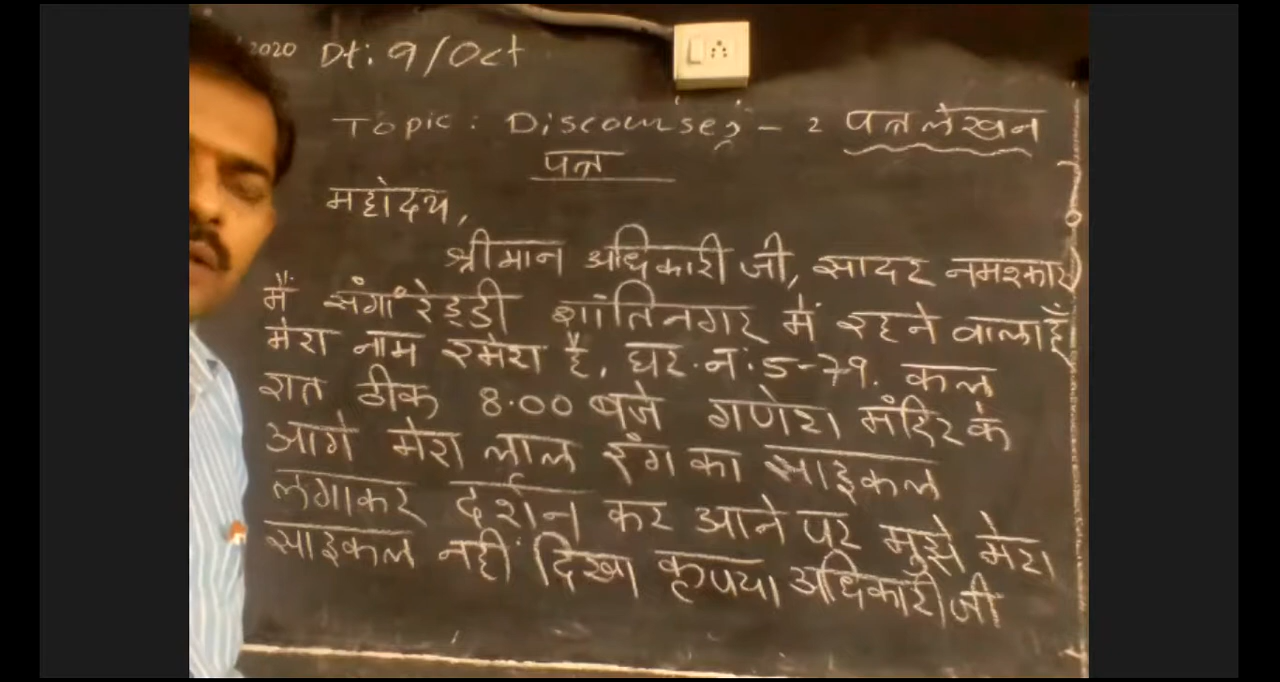 2020 Dt: 9/Oct
Topic: Discourses - 2 पत्रलेखन
पत्र
महोदय,
श्रीमान अधिकारी जी, सादर नमश्कार
मैं संगारेड्डी शांतिनगर में रहने वाला हूँ
मेरा नाम रमेश है. घर.न:5-79. कल
रात ठीक 8.00 बजे गणेश मंदिर के
आगे मेरा लाल रंग का साइकल
लगाकर दर्शन कर आने पर मुझे मेरा
साइकल नहीं दिखा कृपया अधिकारी जी